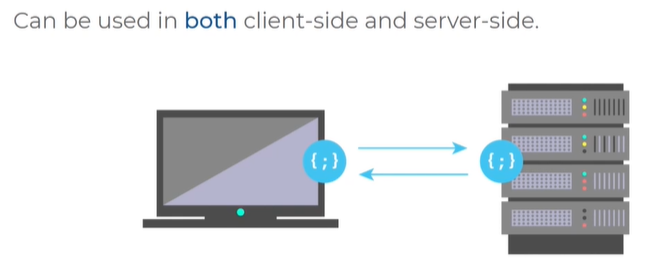 Can be used in both client-side and server-side.
{;} {;}